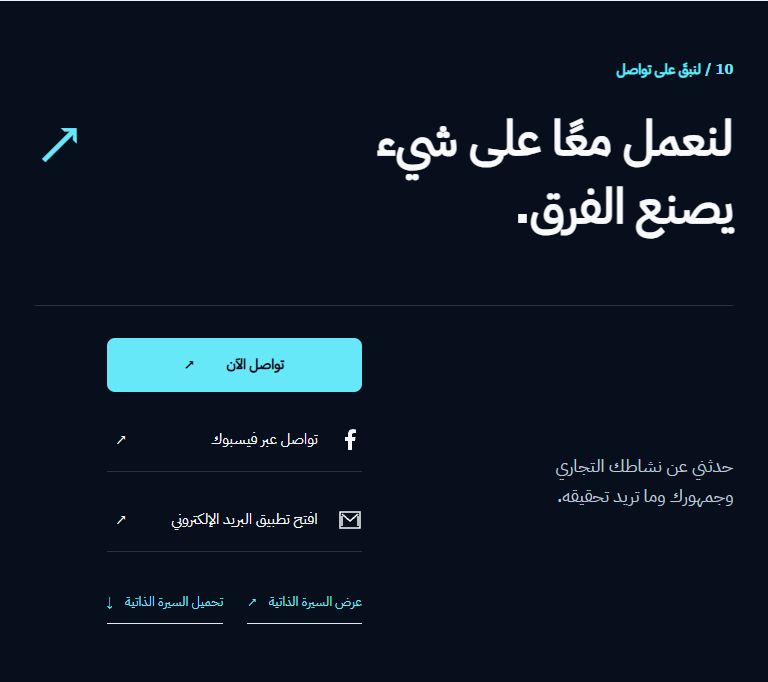 10 / لنبقَ على تواصل
لنعمل معًا على شيء
يصنع الفرق.
↗
حدثني عن نشاطك التجاري
وجمهورك وما تريد تحقيقه.
تواصل الآن ↗
تواصل عبر فيسبوك ↗
افتح تطبيق البريد الإلكتروني ↗
عرض السيرة الذاتية ↗
تحميل السيرة الذاتية ↓